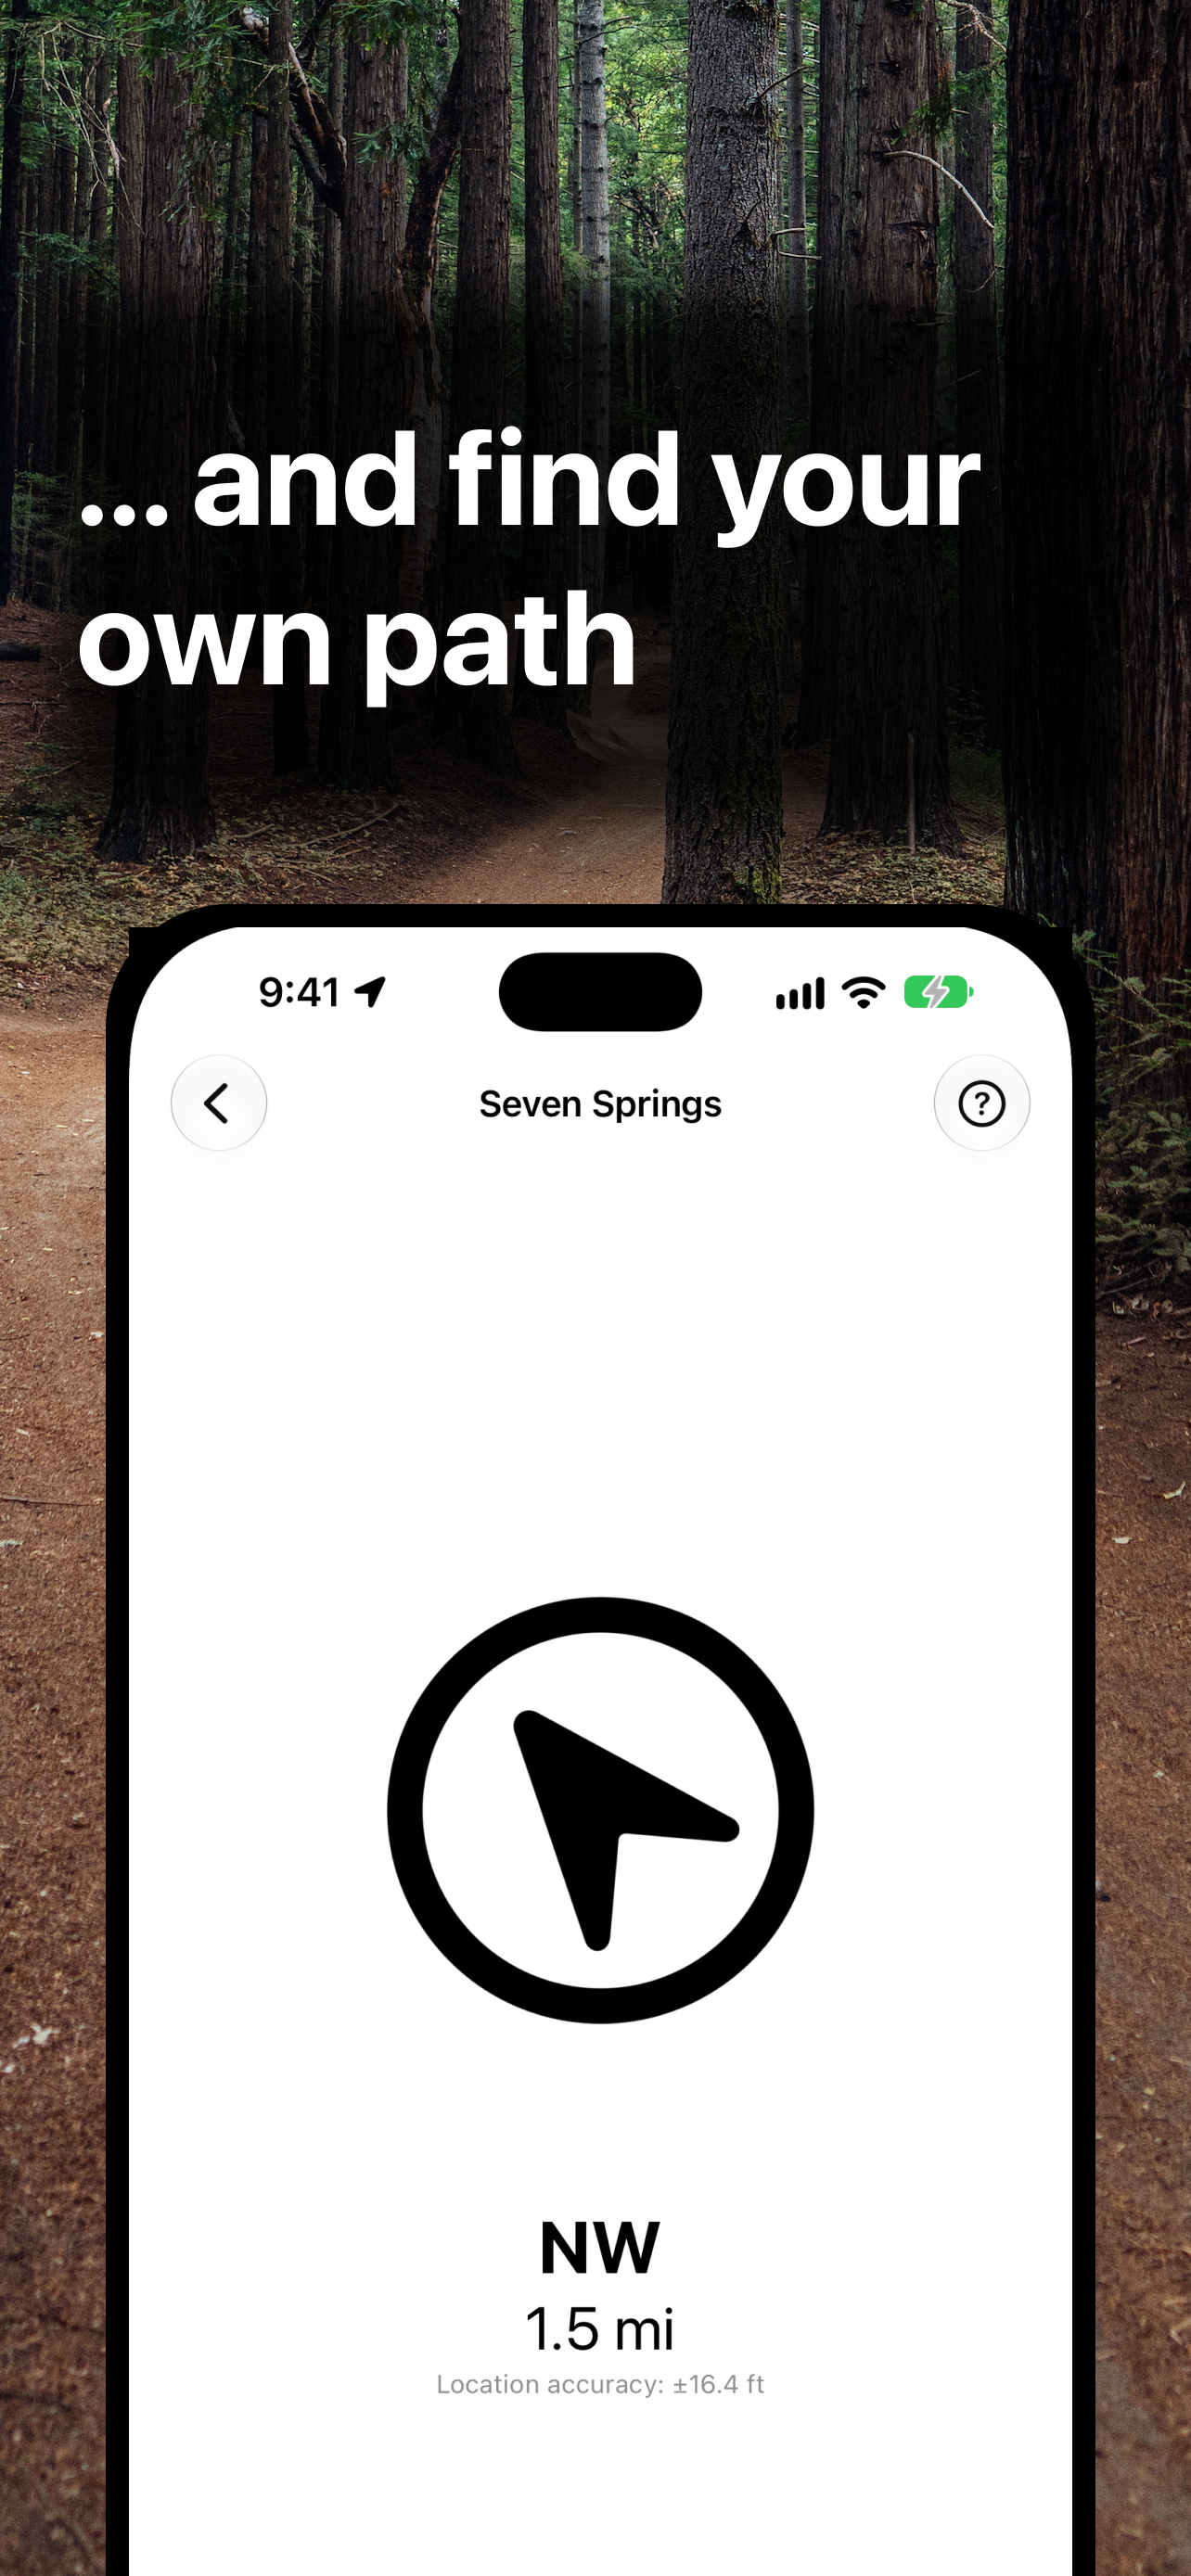 ... and find your
own path
9:41
Seven Springs
?
NW
1.5 mi
Location accuracy: ±16.4 ft